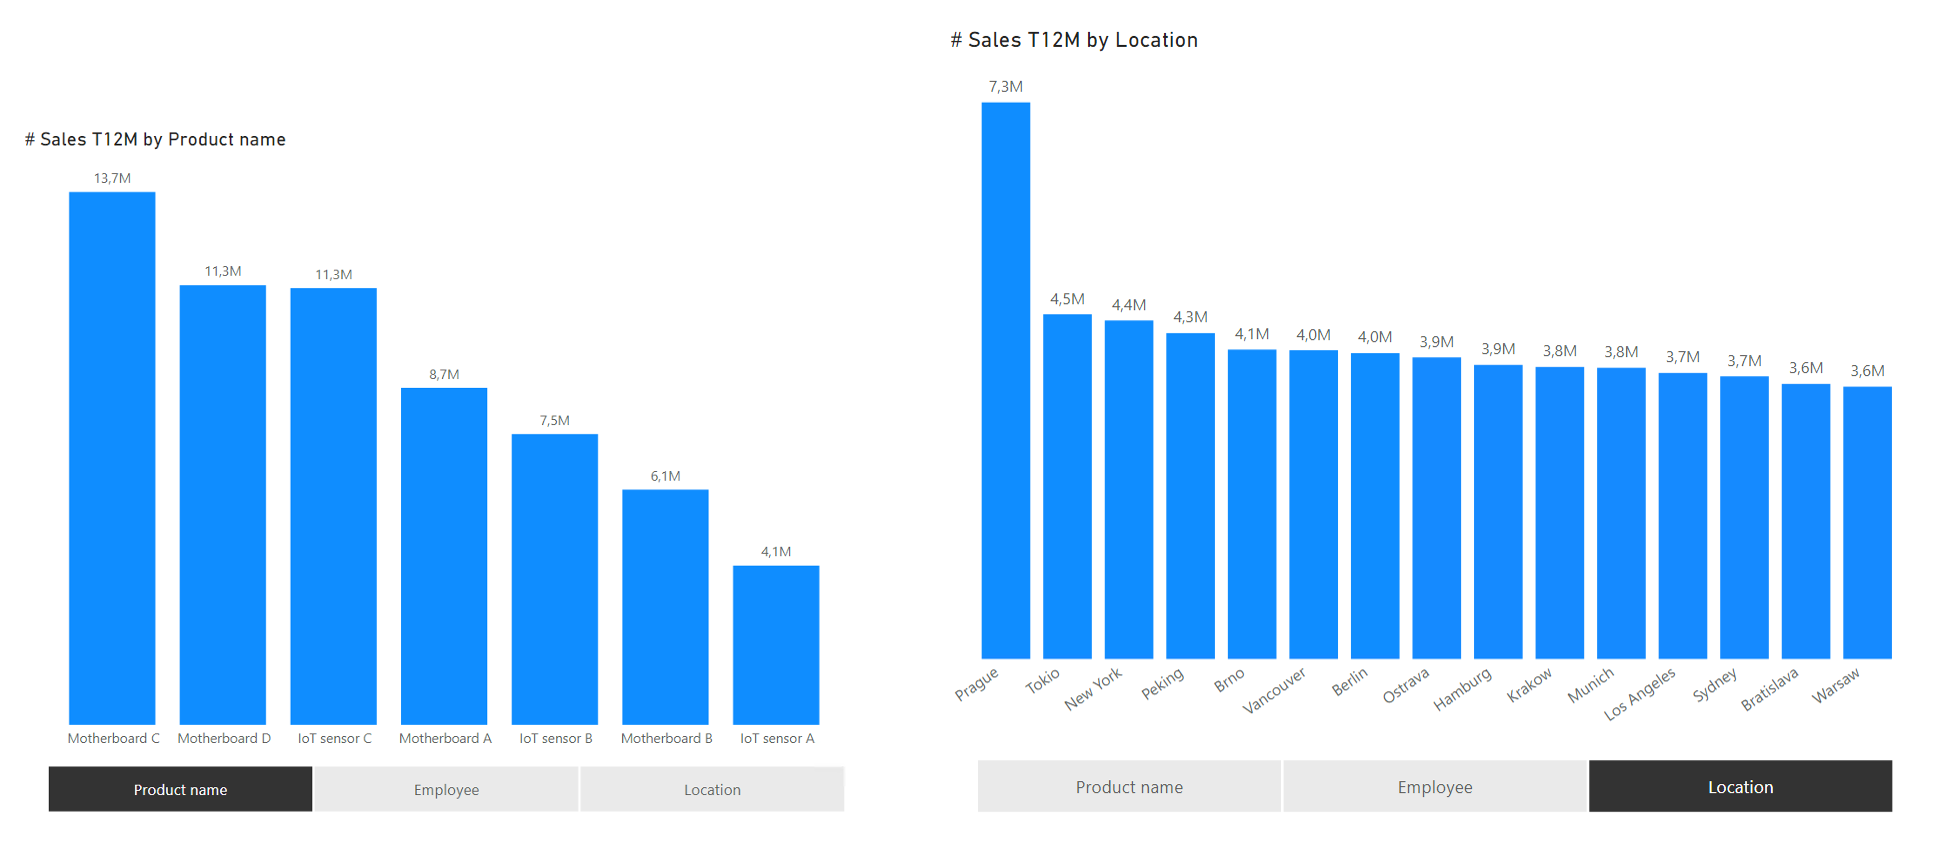 # Sales T12M by Product name
13,7M
11,3M
11,3M
8,7M
7,5M
6,1M
4,1M
Motherboard C
Motherboard D
IoT sensor C
Motherboard A
IoT sensor B
Motherboard B
IoT sensor A
Product name
Employee
Location
# Sales T12M by Location
7,3M
4,5M
4,4M
4,3M
4,1M
4,0M
4,0M
3,9M
3,9M
3,8M
3,8M
3,7M
3,7M
3,6M
3,6M
Prague
Tokio
New York
Peking
Brno
Vancouver
Berlin
Ostrava
Hamburg
Krakow
Munich
Los Angeles
Sydney
Bratislava
Warsaw
Product name
Employee
Location